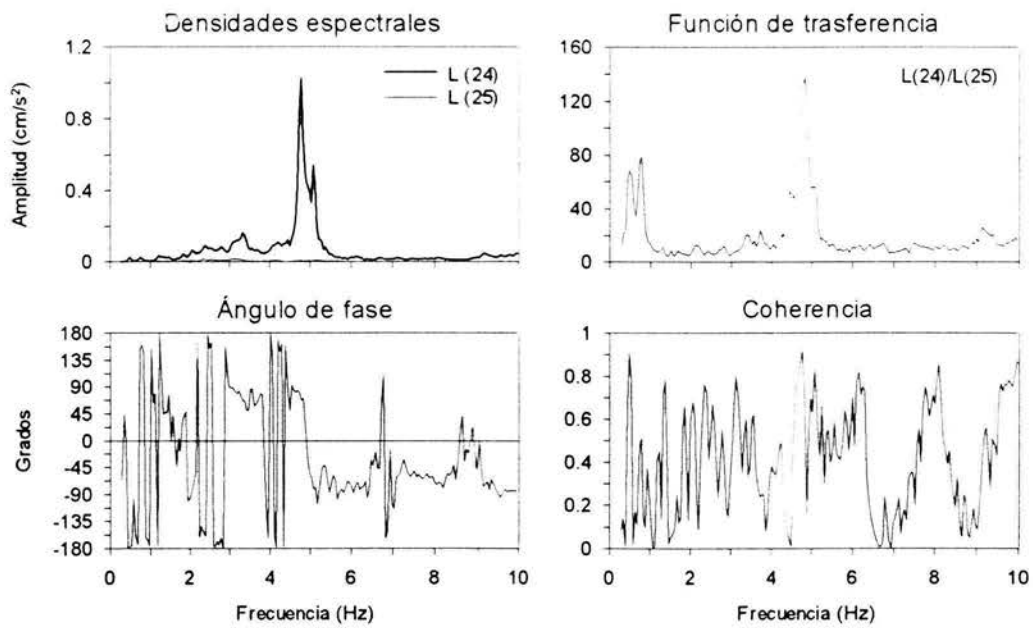 Densidades espectrales
1.2
1
0.8
0.4
0
Amplitud (cm/s²)
L (24)
L (25)
Función de trasferencia
160
120
80
40
0
L(24)/L(25)
Ángulo de fase
180
135
90
45
0
-45
-90
-135
-180
Grados
0 2 4 6 8 10
Frecuencia (Hz)
Coherencia
1
0.8
0.6
0.4
0.2
0
0 2 4 6 8 10
Frecuencia (Hz)